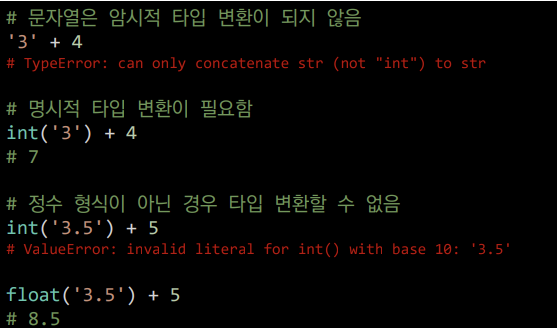 # 문자열은 암시적 타입 변환이 되지 않음
'3' + 4
# TypeError: can only concatenate str (not "int") to str
# 명시적 타입 변환이 필요함
int('3') + 4
# 7
# 정수 형식이 아닌 경우 타입 변환할 수 없음
int('3.5') + 5
# ValueError: invalid literal for int() with base 10: '3.5'
float('3.5') + 5
# 8.5